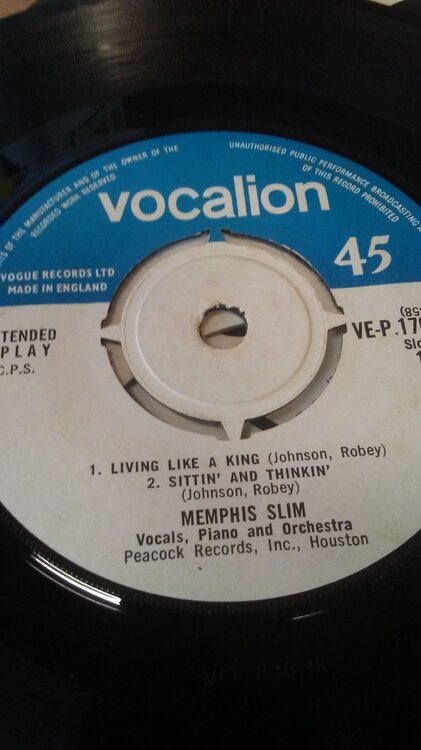 OF THE MANUFACTURER AND OF THE OWNER OF THE
RECORDED WORK RESERVED
UNAUTHORISED PUBLIC PERFORMANCE BROADCASTING
OF THIS RECORD PROHIBITED
vocalion
VOGUE RECORDS LTD
MADE IN ENGLAND
45
TENDED
PLAY
C.P.S.
VE-P.
1. LIVING LIKE A KING (Johnson, Robey)
2. SITTIN' AND THINKIN'
(Johnson, Robey)
MEMPHIS SLIM
Vocals, Piano and Orchestra
Peacock Records, Inc., Houston